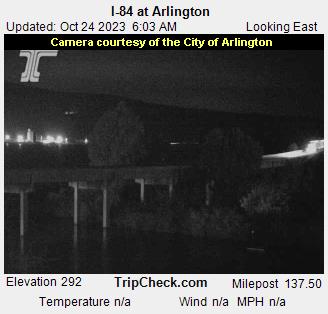 I-84 at Arlington
Updated: Oct 24 2023 6:03 AM Looking East
Camera courtesy of the City of Arlington
Elevation 292 TripCheck.com Milepost 137.50
Temperature n/a Wind n/a MPH n/a